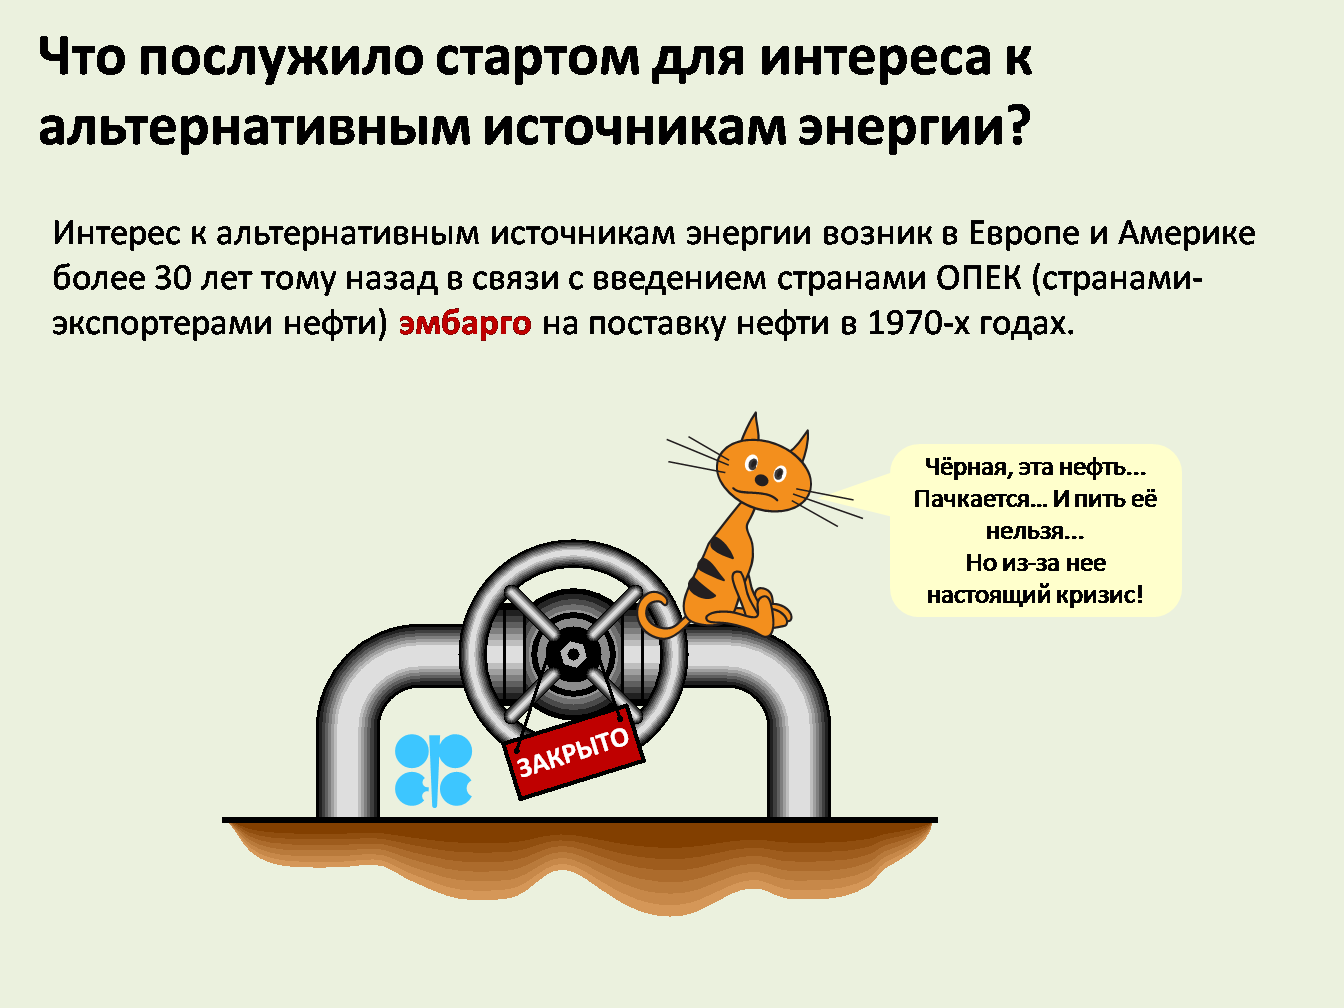 Что послужило стартом для интереса к
альтернативным источникам энергии?
Интерес к альтернативным источникам энергии возник в Европе и Америке
более 30 лет тому назад в связи с введением странами ОПЕК (странами-
экспортерами нефти) эмбарго на поставку нефти в 1970-х годах.
Чёрная, эта нефть...
Пачкается... И пить её
нельзя...
Но из-за нее
настоящий кризис!
ЗАКРЫТО